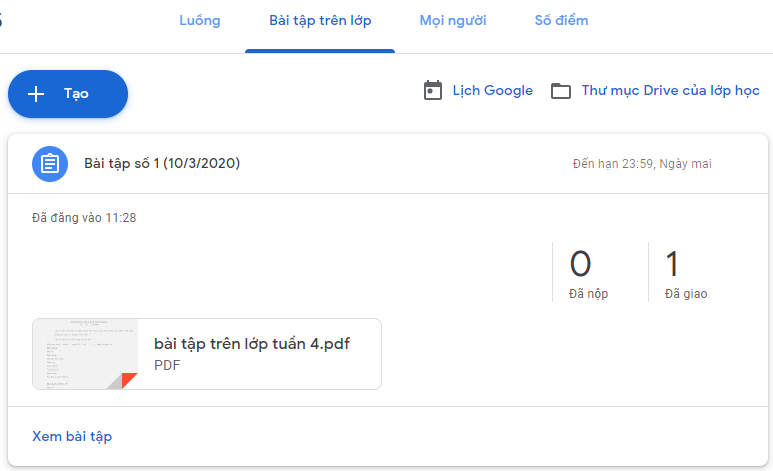 Luồng Bài tập trên lớp Mọi người Số điểm
Tạo
Lịch Google Thư mục Drive của lớp học
Bài tập số 1 (10/3/2020) Đến hạn 23:59, Ngày mai
Đã đăng vào 11:28
0 1
Đã nộp Đã giao
bài tập trên lớp tuần 4.pdf
PDF
Xem bài tập